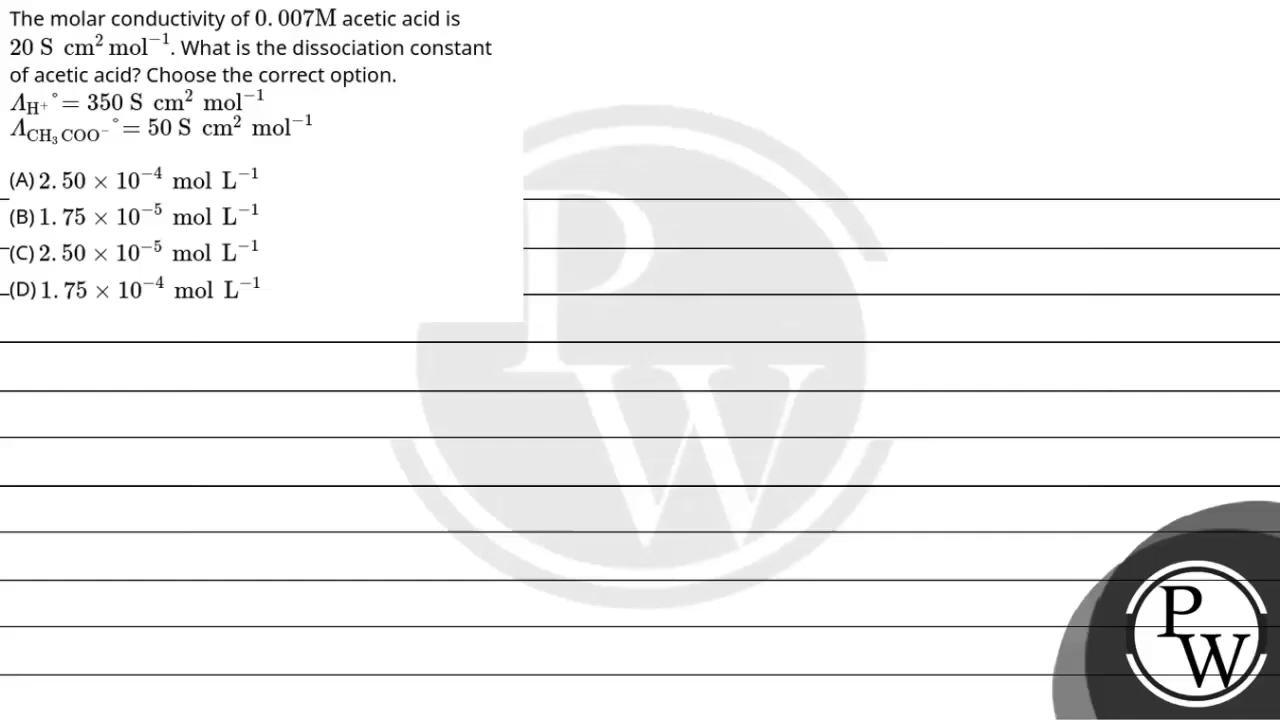 The molar conductivity of 0.007M acetic acid is
20 S cm² mol⁻¹. What is the dissociation constant
of acetic acid? Choose the correct option.
Λ_H⁺° = 350 S cm² mol⁻¹
Λ_CH₃COO⁻° = 50 S cm² mol⁻¹
(A) 2.50 × 10⁻⁴ mol L⁻¹
(B) 1.75 × 10⁻⁵ mol L⁻¹
(C) 2.50 × 10⁻⁵ mol L⁻¹
(D) 1.75 × 10⁻⁴ mol L⁻¹
P
W
P
W